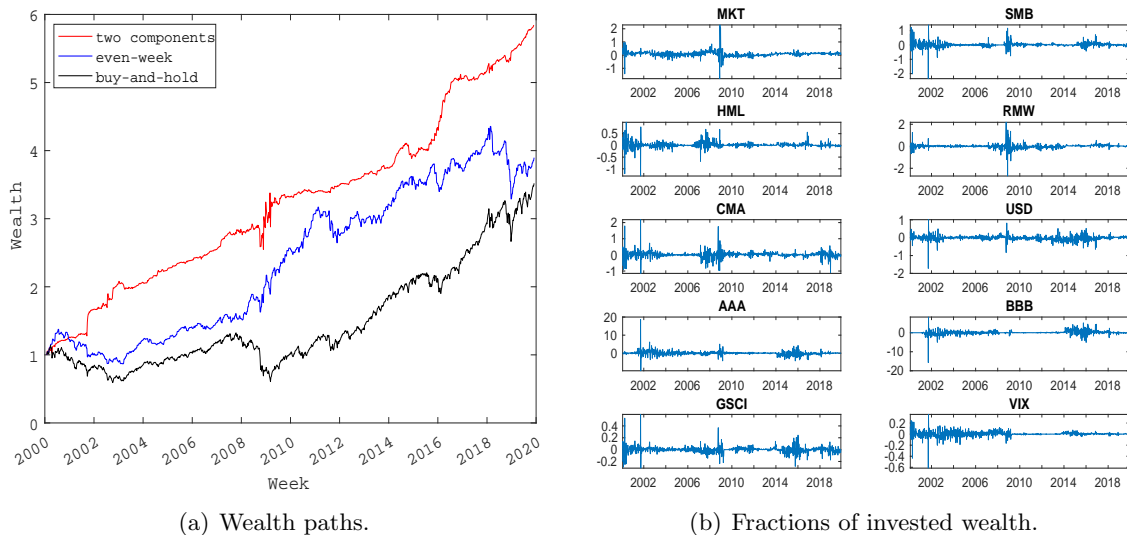 two components
even-week
buy-and-hold
6
5
4
3
2
1
0
Wealth
2000 2002 2004 2006 2008 2010 2012 2014 2016 2018 2020
Week
(a) Wealth paths.
MKT
2
1
0
-1
2002 2006 2010 2014 2018
SMB
1
0
-1
-2
2002 2006 2010 2014 2018
HML
0.5
0
-0.5
-1
2002 2006 2010 2014 2018
RMW
2
0
-2
2002 2006 2010 2014 2018
CMA
1
0
-1
2002 2006 2010 2014 2018
USD
1
0
-1
-2
2002 2006 2010 2014 2018
AAA
20
10
0
2002 2006 2010 2014 2018
BBB
0
-10
-20
2002 2006 2010 2014 2018
GSCI
0.4
0.2
0
-0.2
2002 2006 2010 2014 2018
VIX
0.2
0
-0.2
-0.4
-0.6
2002 2006 2010 2014 2018
(b) Fractions of invested wealth.